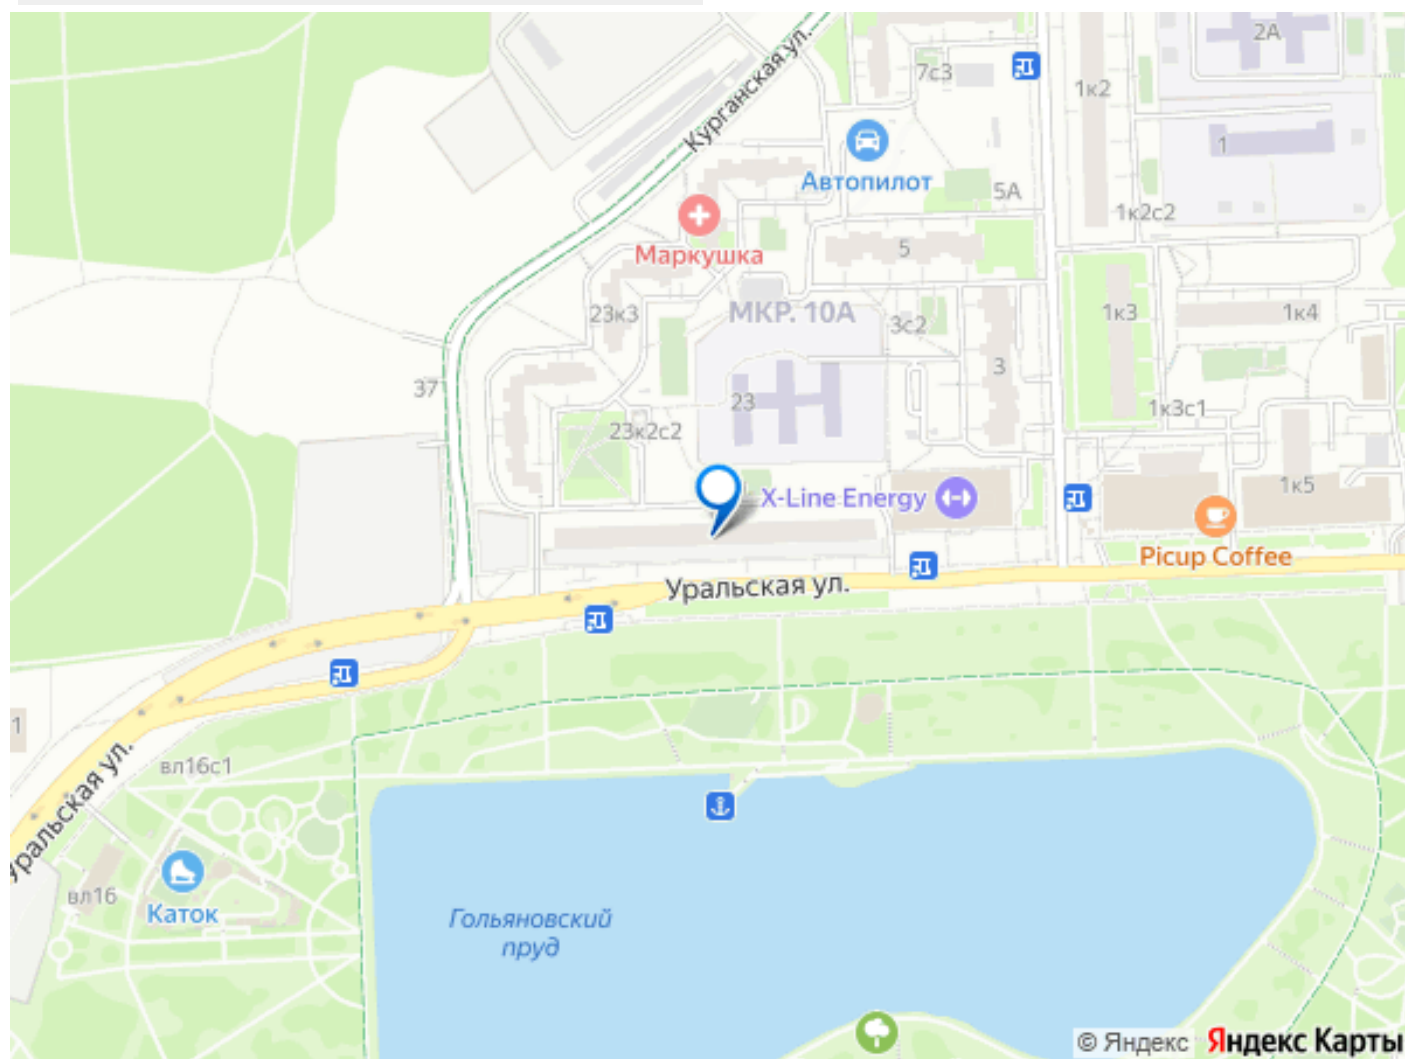 Курганская ул.
7с3
2А
1к2
1
Автопилот
5А
1к2с2
Маркушка
5
23к3
МКР. 10А
3с2
1к3
1к4
3
37
23
1к3с1
23к2с2
X-Line Energy
1к5
Picup Coffee
Уральская ул.
1
Уральская ул.
вл16с1
вл16
Каток
Гольяновский
пруд
© Яндекс Яндекс Карты